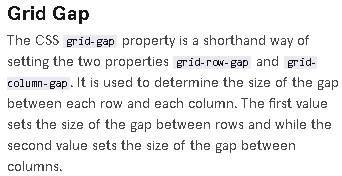 Grid Gap
The CSS grid-gap property is a shorthand way of
setting the two properties grid-row-gap and grid-
column-gap. It is used to determine the size of the gap
between each row and each column. The first value
sets the size of the gap between rows and while the
second value sets the size of the gap between
columns.